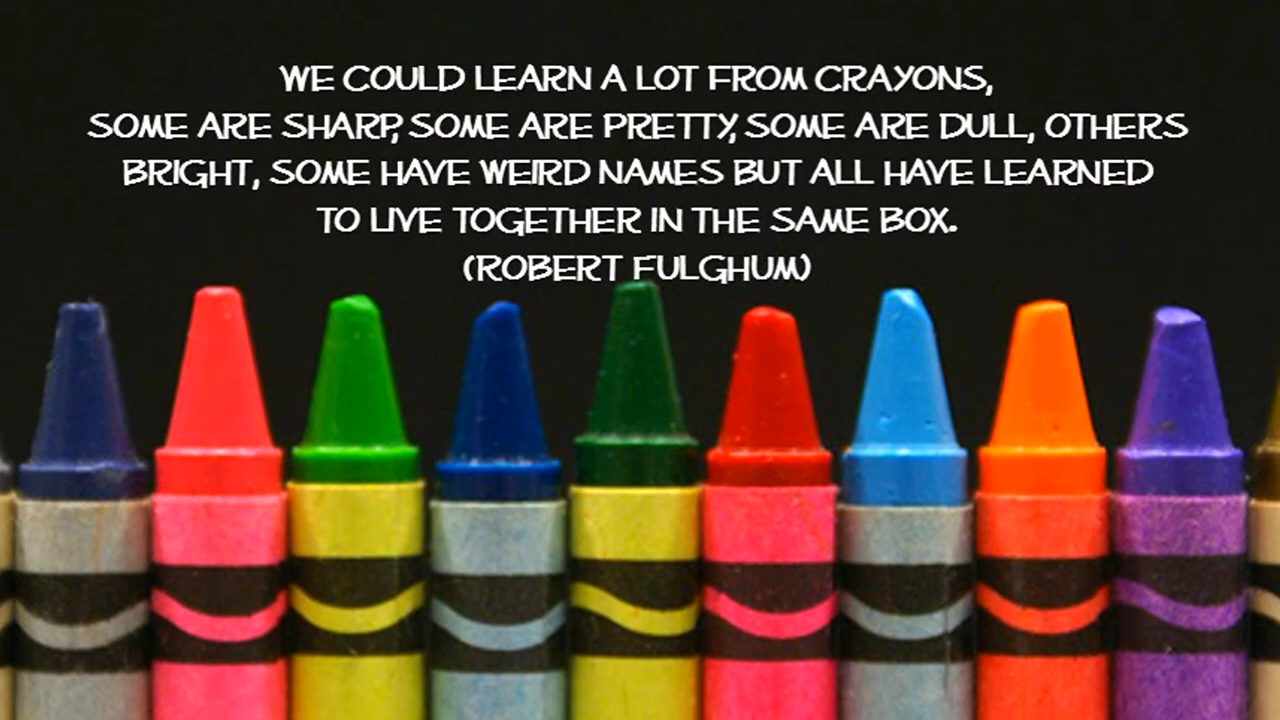 WE COULD LEARN A LOT FROM CRAYONS,
SOME ARE SHARP, SOME ARE PRETTY, SOME ARE DULL, OTHERS
BRIGHT, SOME HAVE WEIRD NAMES BUT ALL HAVE LEARNED
TO LIVE TOGETHER IN THE SAME BOX.
(ROBERT FULGHUM)